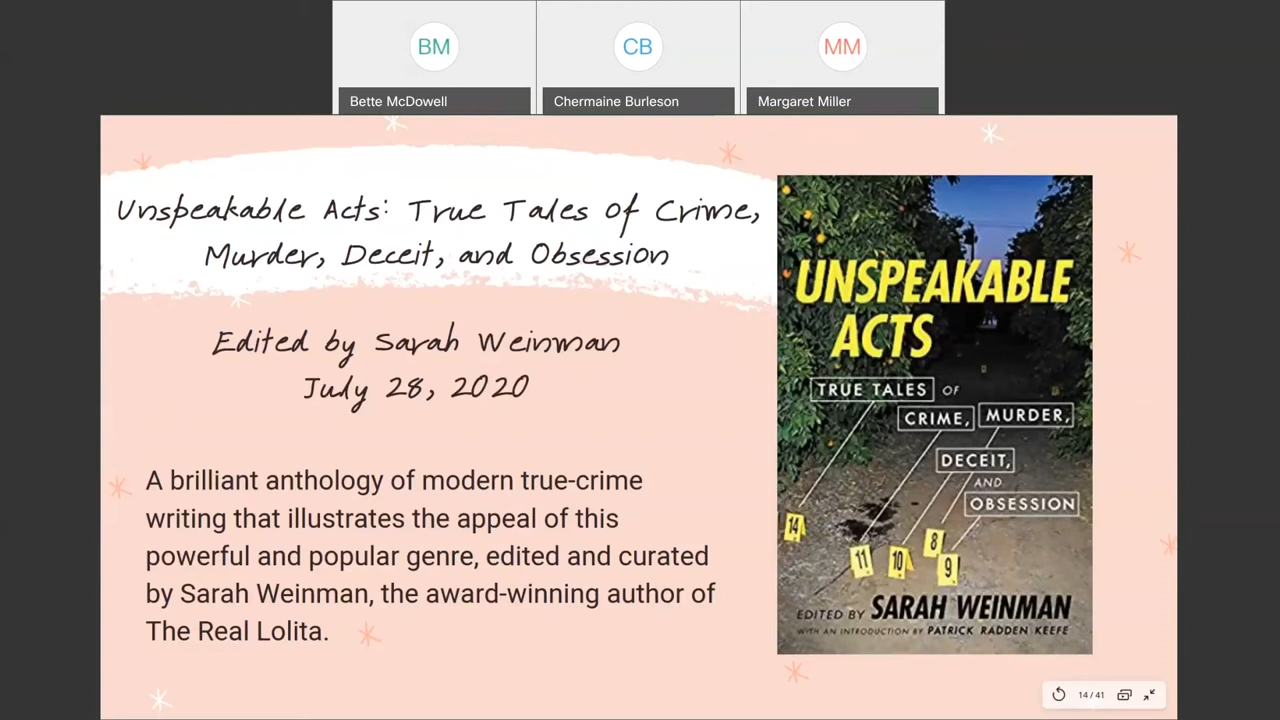 BM
CB
MM
Bette McDowell
Chermaine Burleson
Margaret Miller
Unspeakable Acts: True Tales of Crime,
Murder, Deceit, and Obsession
Edited by Sarah Weinman
July 28, 2020
A brilliant anthology of modern true-crime
writing that illustrates the appeal of this
powerful and popular genre, edited and curated
by Sarah Weinman, the award-winning author of
The Real Lolita.
UNSPEAKABLE
ACTS
TRUE TALES OF
CRIME, MURDER,
DECEIT,
AND
OBSESSION
14
11
10
8
9
EDITED BY SARAH WEINMAN
WITH AN INTRODUCTION BY PATRICK RADDEN KEEFE
14/41